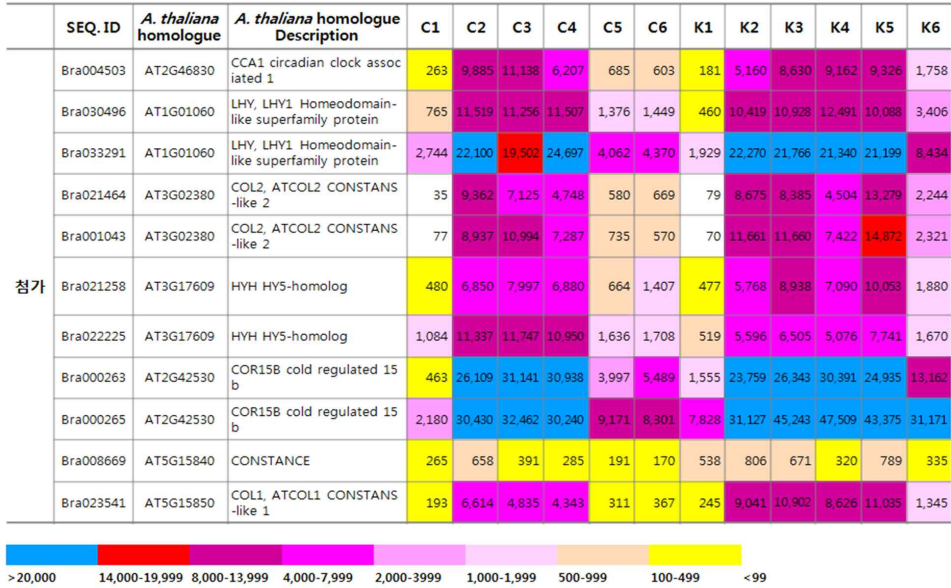 SEQ. ID A. thaliana homologue A. thaliana homologue Description C1 C2 C3 C4 C5 C6 K1 K2 K3 K4 K5 K6
첨가
Bra004503 AT2G46830 CCA1 circadian clock assoc iated 1 263 9,885 11,138 6,207 685 603 181 5,160 8,630 9,162 9,326 1,758
Bra030496 AT1G01060 LHY, LHY1 Homeodomain-like superfamily protein 765 11,519 11,256 11,507 1,376 1,449 460 10,419 10,928 12,491 10,088 3,406
Bra033291 AT1G01060 LHY, LHY1 Homeodomain-like superfamily protein 2,744 22,100 19,502 24,697 4,062 4,370 1,929 22,270 21,766 21,340 21,199 8,434
Bra021464 AT3G02380 COL2, ATCOL2 CONSTANS -like 2 35 9,362 7,125 4,748 580 669 79 8,675 8,385 4,504 13,279 2,244
Bra001043 AT3G02380 COL2, ATCOL2 CONSTANS -like 2 77 8,937 10,994 7,287 735 570 70 11,661 11,660 7,422 14,872 2,321
Bra021258 AT3G17609 HYH HY5-homolog 480 6,850 7,997 6,880 664 1,407 477 5,768 8,938 7,090 10,053 1,880
Bra022225 AT3G17609 HYH HY5-homolog 1,084 11,337 11,747 10,950 1,636 1,708 519 5,596 6,505 5,076 7,741 1,670
Bra000263 AT2G42530 COR15B cold regulated 15 b 463 26,109 31,141 30,938 3,997 5,489 1,555 23,759 26,343 30,391 24,935 13,162
Bra000265 AT2G42530 COR15B cold regulated 15 b 2,180 30,430 32,462 30,240 9,171 8,301 7,828 31,127 45,243 47,509 43,375 31,171
Bra008669 AT5G15840 CONSTANCE 265 658 391 285 191 170 538 806 671 320 789 335
Bra023541 AT5G15850 COL1, ATCOL1 CONSTANS -like 1 193 6,614 4,835 4,343 311 367 245 9,041 10,902 8,626 11,035 1,345
>20,000 14,000-19,999 8,000-13,999 4,000-7,999 2,000-3999 1,000-1,999 500-999 100-499 <99